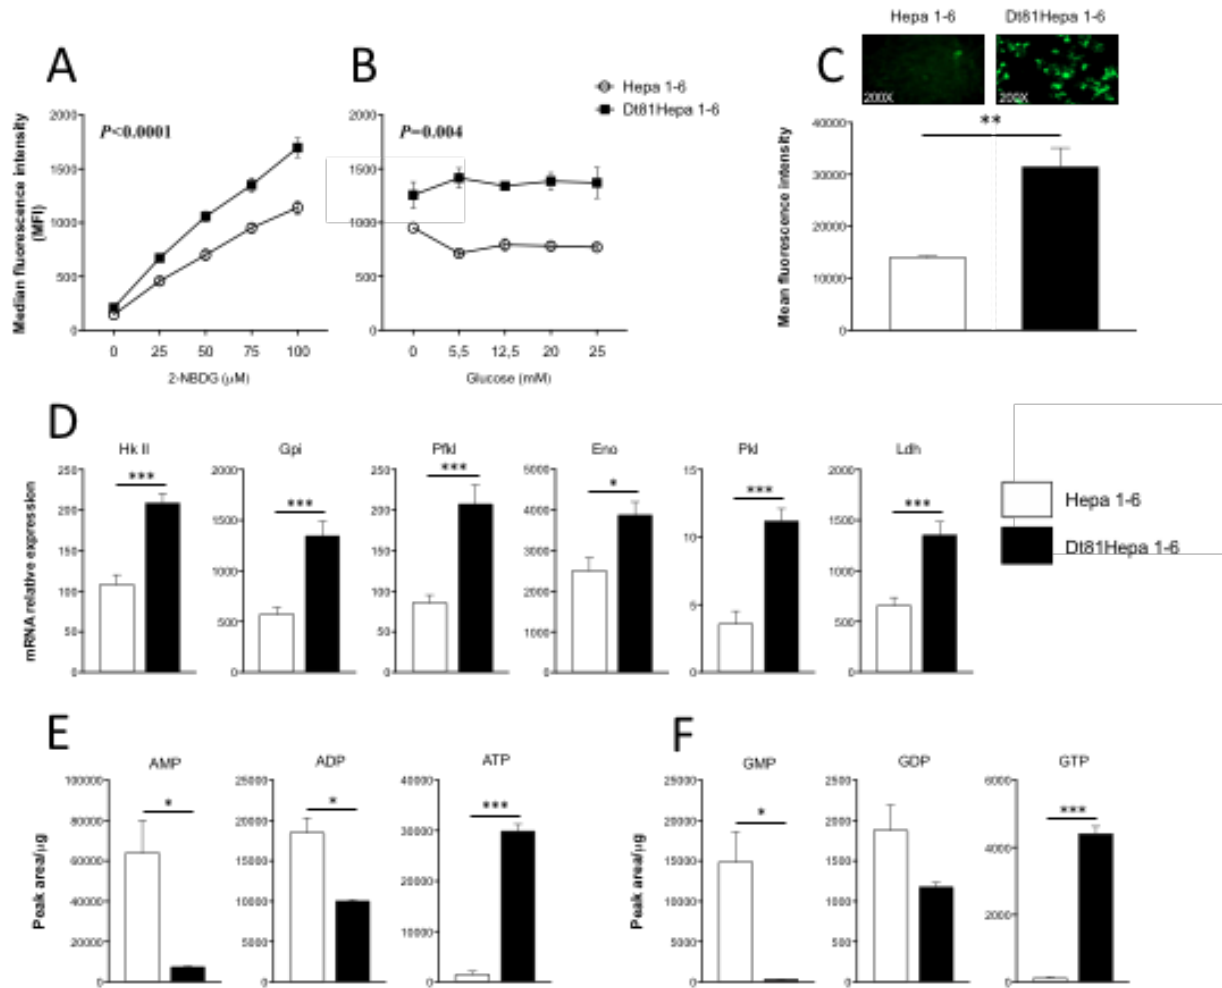 Hepa 1-6 Dt81Hepa 1-6
A B C
Hepa 1-6
Dt81Hepa 1-6
200X 200X
P<0.0001 P=0.004 **
Median fluorescence intensity
(MFI)
2000
1500
1000
500
0
0 25 50 75 100
2-NBDG (μM)
2000
1500
1000
500
0
0 5,5 12,5 20 25
Glucose (mM)
Mean fluorescence intensity
40000
30000
20000
10000
0
D
mRNA relative expression
Hk II
250
200
150
100
50
0
***
Gpi
2000
1500
1000
500
0
***
Pfkl
250
200
150
100
50
0
***
Eno
5000
4000
3000
2000
1000
0
*
Pkl
15
10
5
0
***
Ldh
2000
1500
1000
500
0
***
Hepa 1-6
Dt81Hepa 1-6
E
Peak area/μg
AMP
100000
80000
60000
40000
20000
0
*
ADP
25000
20000
15000
10000
5000
0
*
ATP
40000
30000
20000
10000
0
***
F
Peak area/μg
GMP
25000
20000
15000
10000
5000
0
*
GDP
2500
2000
1500
1000
500
0
GTP
6000
4000
2000
0
***